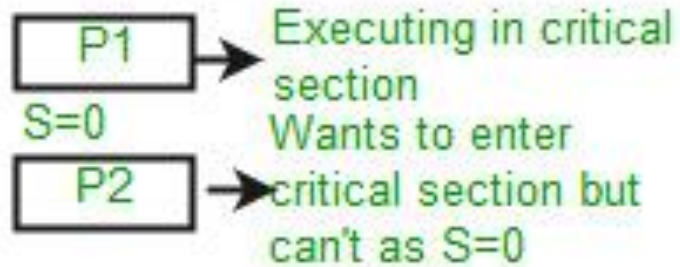 P1
Executing in critical
section
S=0
Wants to enter
P2
critical section but
can't as S=0